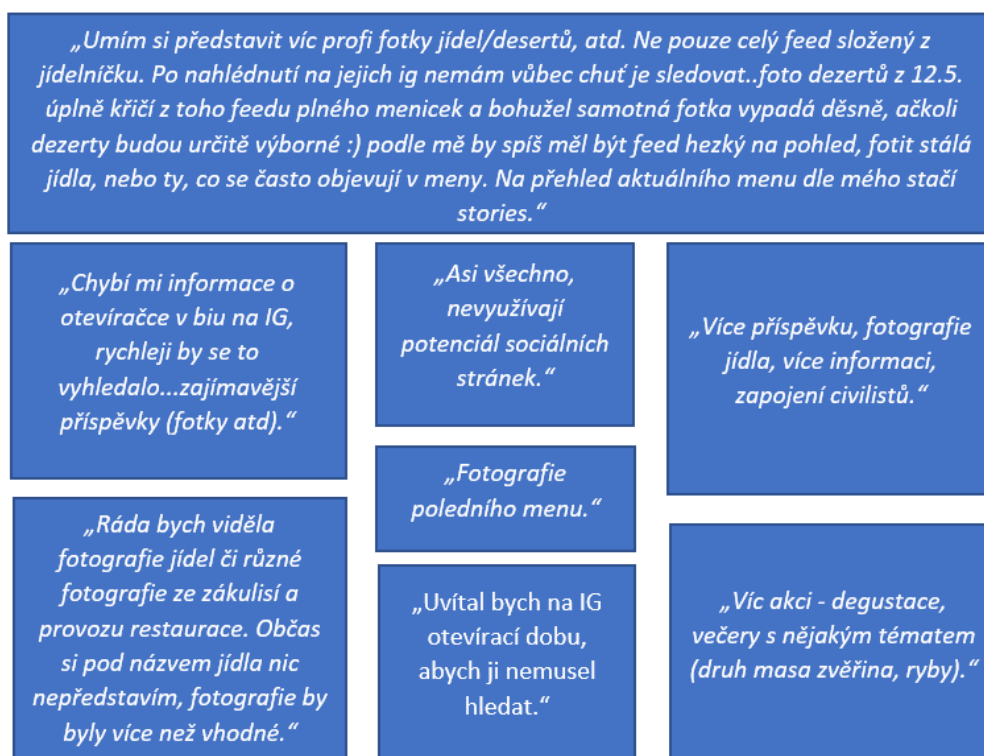 „Umím si představit víc profi fotky jídel/desertů, atd. Ne pouze celý feed složený z
jídelníčku. Po nahlédnutí na jejich ig nemám vůbec chuť je sledovat..foto dezertů z 12.5.
úplně křičí z toho feedu plného menicek a bohužel samotná fotka vypadá děsně, ačkoli
dezerty budou určitě výborné :) podle mě by spíš měl být feed hezký na pohled, fotit stálá
jídla, nebo ty, co se často objevují v meny. Na přehled aktuálního menu dle mého stačí
stories.“
„Chybí mi informace o
otevíračce v biu na IG,
rychleji by se to
vyhledalo...zajímavější
příspěvky (fotky atd).“
„Asi všechno,
nevyužívají
potenciál sociálních
stránek.“
„Více příspěvku, fotografie
jídla, více informaci,
zapojení civilistů.“
„Fotografie
poledního menu.“
„Ráda bych viděla
fotografie jídel či různé
fotografie ze zákulisí a
provozu restaurace. Občas
si pod názvem jídla nic
nepředstavím, fotografie by
byly více než vhodné.“
„Uvítal bych na IG
otevírací dobu,
abych ji nemusel
hledat.“
„Víc akci - degustace,
večery s nějakým tématem
(druh masa zvěřina, ryby).“